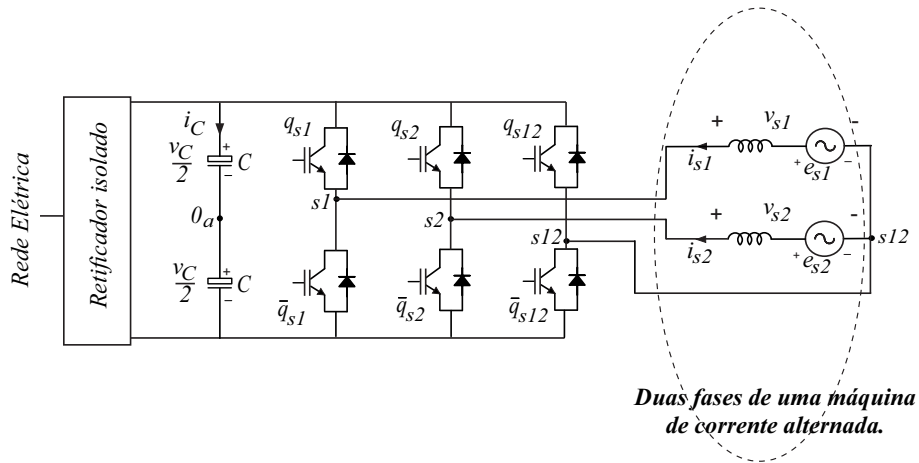 Rede Elétrica
Retificador isolado
i_C
v_C/2
+
−
C
0_a
v_C/2
+
−
C
q_s1
q_s2
q_s12
s1
s2
s12
q̄_s1
q̄_s2
q̄_s12
+ v_s1 -
i_s1
+ e_s1 −
+ v_s2 -
i_s2
+ e_s2 −
s12
Duas fases de uma máquina
de corrente alternada.